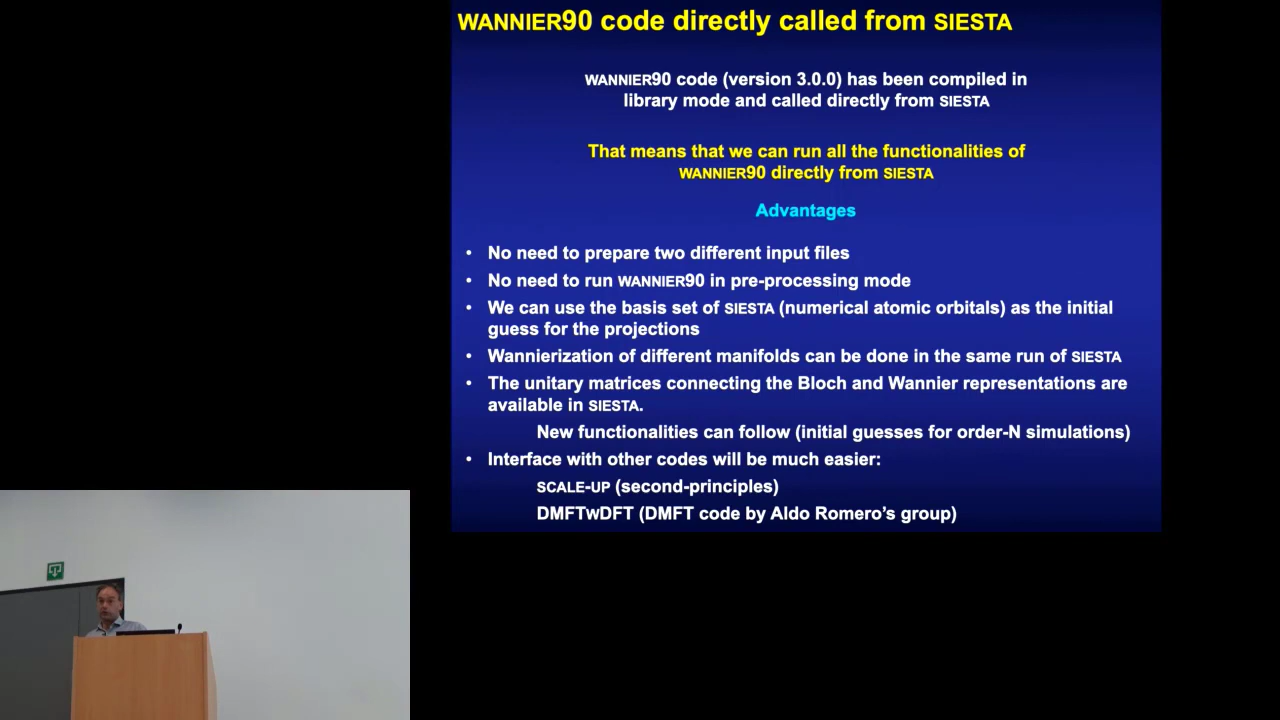 WANNIER90 code directly called from SIESTA
WANNIER90 code (version 3.0.0) has been compiled in
library mode and called directly from SIESTA
That means that we can run all the functionalities of
WANNIER90 directly from SIESTA
Advantages
• No need to prepare two different input files
• No need to run WANNIER90 in pre-processing mode
• We can use the basis set of SIESTA (numerical atomic orbitals) as the initial
guess for the projections
• Wannierization of different manifolds can be done in the same run of SIESTA
• The unitary matrices connecting the Bloch and Wannier representations are
available in SIESTA.
New functionalities can follow (initial guesses for order-N simulations)
• Interface with other codes will be much easier:
SCALE-UP (second-principles)
DMFTwDFT (DMFT code by Aldo Romero’s group)